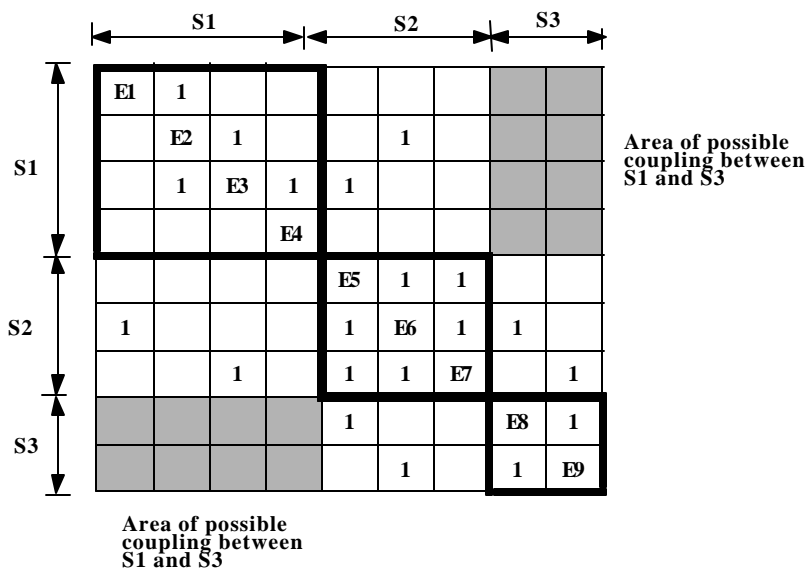 S1 S2 S3
E1 1
E2 1 1
Area of possible
coupling between
S1 and S3
S1
1 E3 1 1
E4
E5 1 1
S2
1 1 E6 1 1
1 1 1 E7 1
1 E8 1
S3
1 1 E9
Area of possible
coupling between
S1 and S3